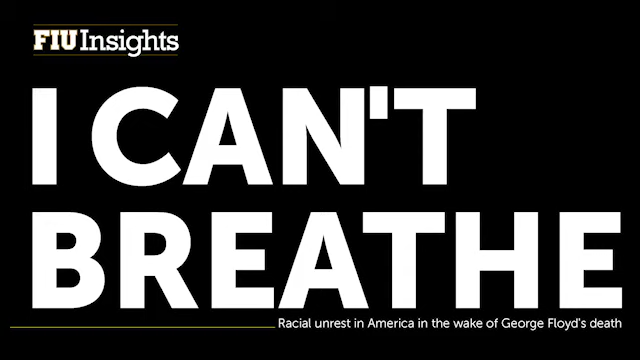 FIU Insights
I CAN'T
BREATHE
Racial unrest in America in the wake of George Floyd's death